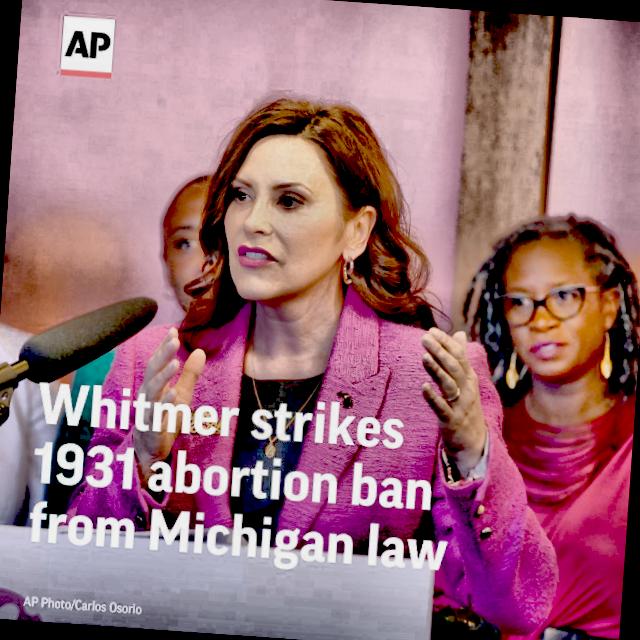 AP
Whitmer strikes
1931 abortion ban
from Michigan law
AP Photo/Carlos Osorio